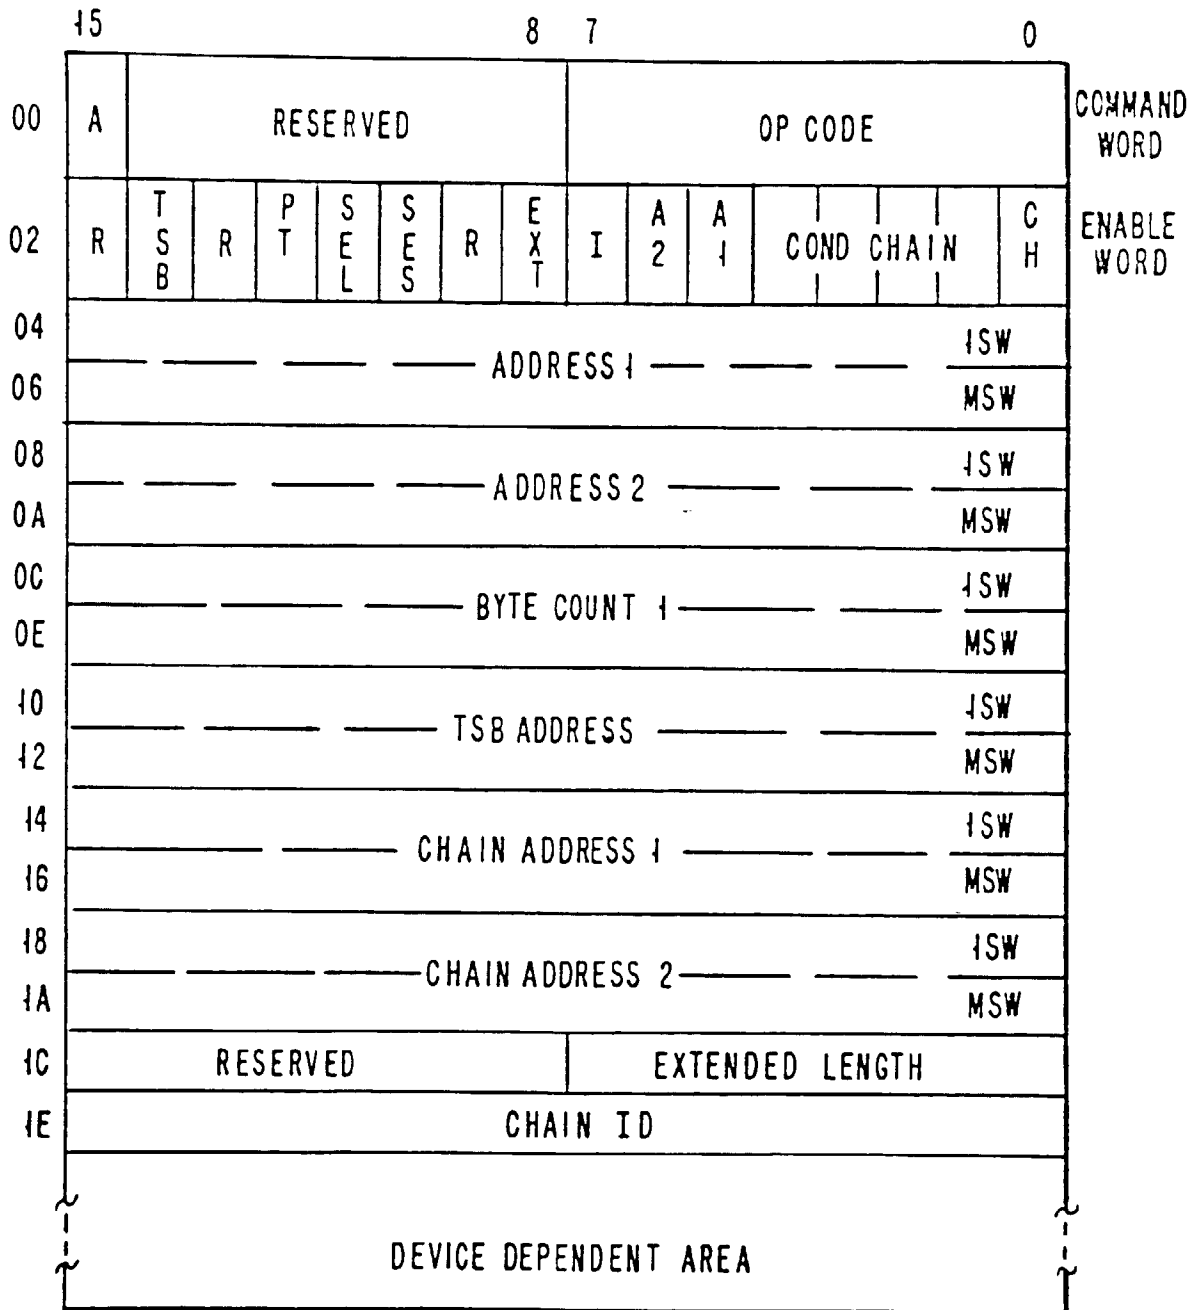 15 8 7 0
00 A RESERVED OP CODE COMMAND WORD
02 R TSB R PT SEL SES R EXT I A2 A1 COND CHAIN CH ENABLE WORD
04 LSW
ADDRESS 1
06 MSW
08 LSW
ADDRESS 2
0A MSW
0C LSW
BYTE COUNT 1
0E MSW
10 LSW
TSB ADDRESS
12 MSW
14 LSW
CHAIN ADDRESS 1
16 MSW
18 LSW
CHAIN ADDRESS 2
1A MSW
1C RESERVED EXTENDED LENGTH
1E CHAIN ID
DEVICE DEPENDENT AREA